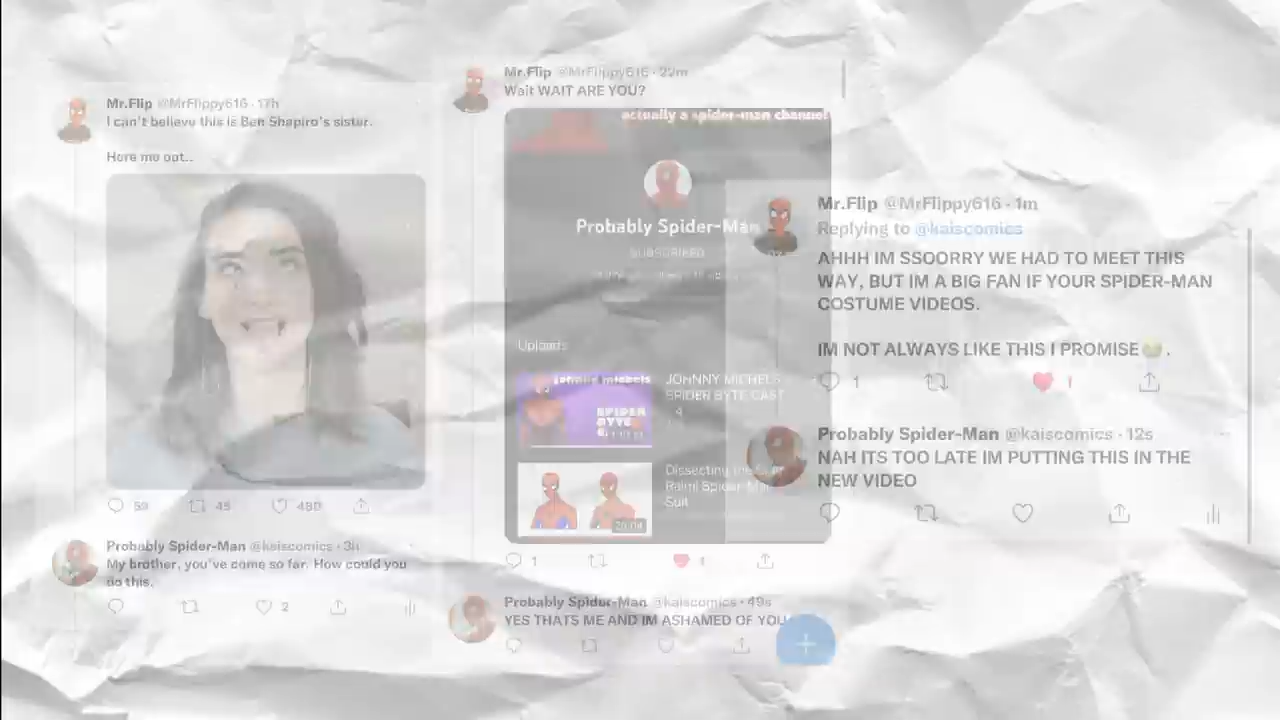 Mr.Flip @MrFlippy616 · 17h
I can't believe this is Ben Shapiro's sister.
Here me out..
59 45 480
Probably Spider-Man @kaiscomics · 3h
My brother, you've come so far. How could you
do this.
2
Mr.Flip @MrFlippy616 · 22m
Wait WAIT ARE YOU?
actually a spider-man channel
Probably Spider-Man
SUBSCRIBED
Uploads
JOHNNY MICHELS
SPIDER BYTE CAST
4
johnny michels
SPIDER
BYTE
Dissecting the
Raimi Spider-Man
Suit
1
Probably Spider-Man @kaiscomics · 49s
YES THATS ME AND IM ASHAMED OF YOU
Mr.Flip @MrFlippy616 · 1m
Replying to @kaiscomics
AHHH IM SSOORRY WE HAD TO MEET THIS
WAY, BUT IM A BIG FAN IF YOUR SPIDER-MAN
COSTUME VIDEOS.
IM NOT ALWAYS LIKE THIS I PROMISE😭.
1 1
Probably Spider-Man @kaiscomics · 12s
NAH ITS TOO LATE IM PUTTING THIS IN THE
NEW VIDEO